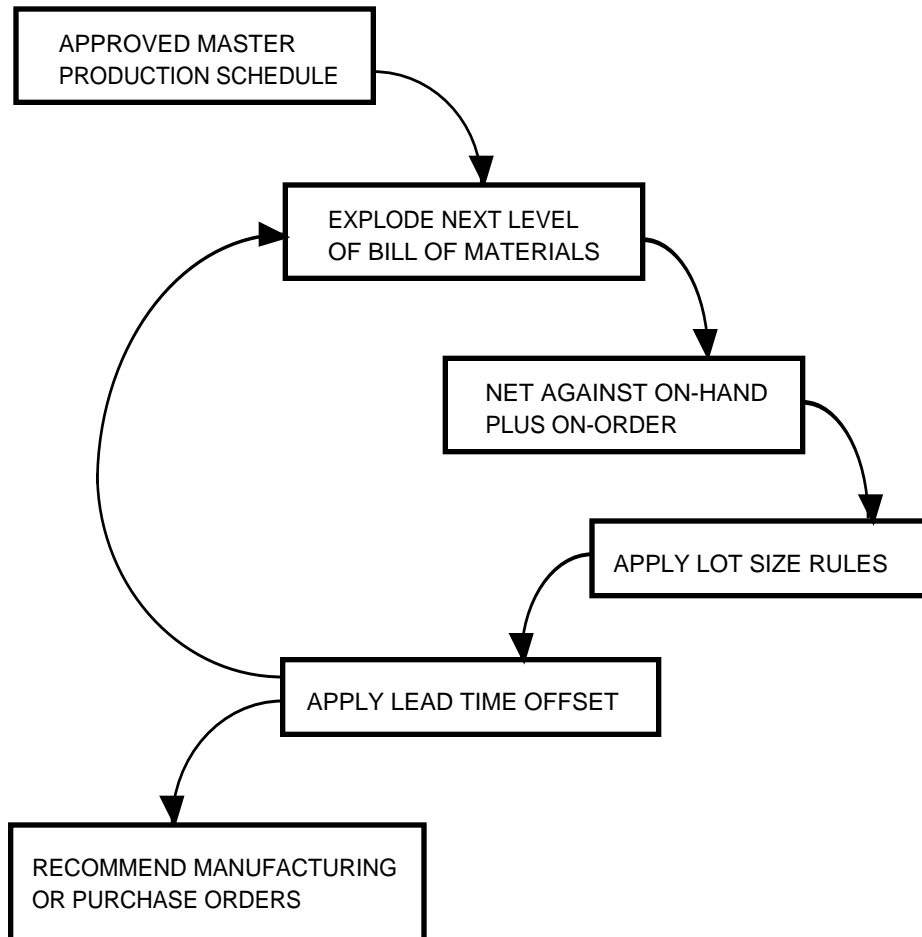 APPROVED MASTER
PRODUCTION SCHEDULE
EXPLODE NEXT LEVEL
OF BILL OF MATERIALS
NET AGAINST ON-HAND
PLUS ON-ORDER
APPLY LOT SIZE RULES
APPLY LEAD TIME OFFSET
RECOMMEND MANUFACTURING
OR PURCHASE ORDERS